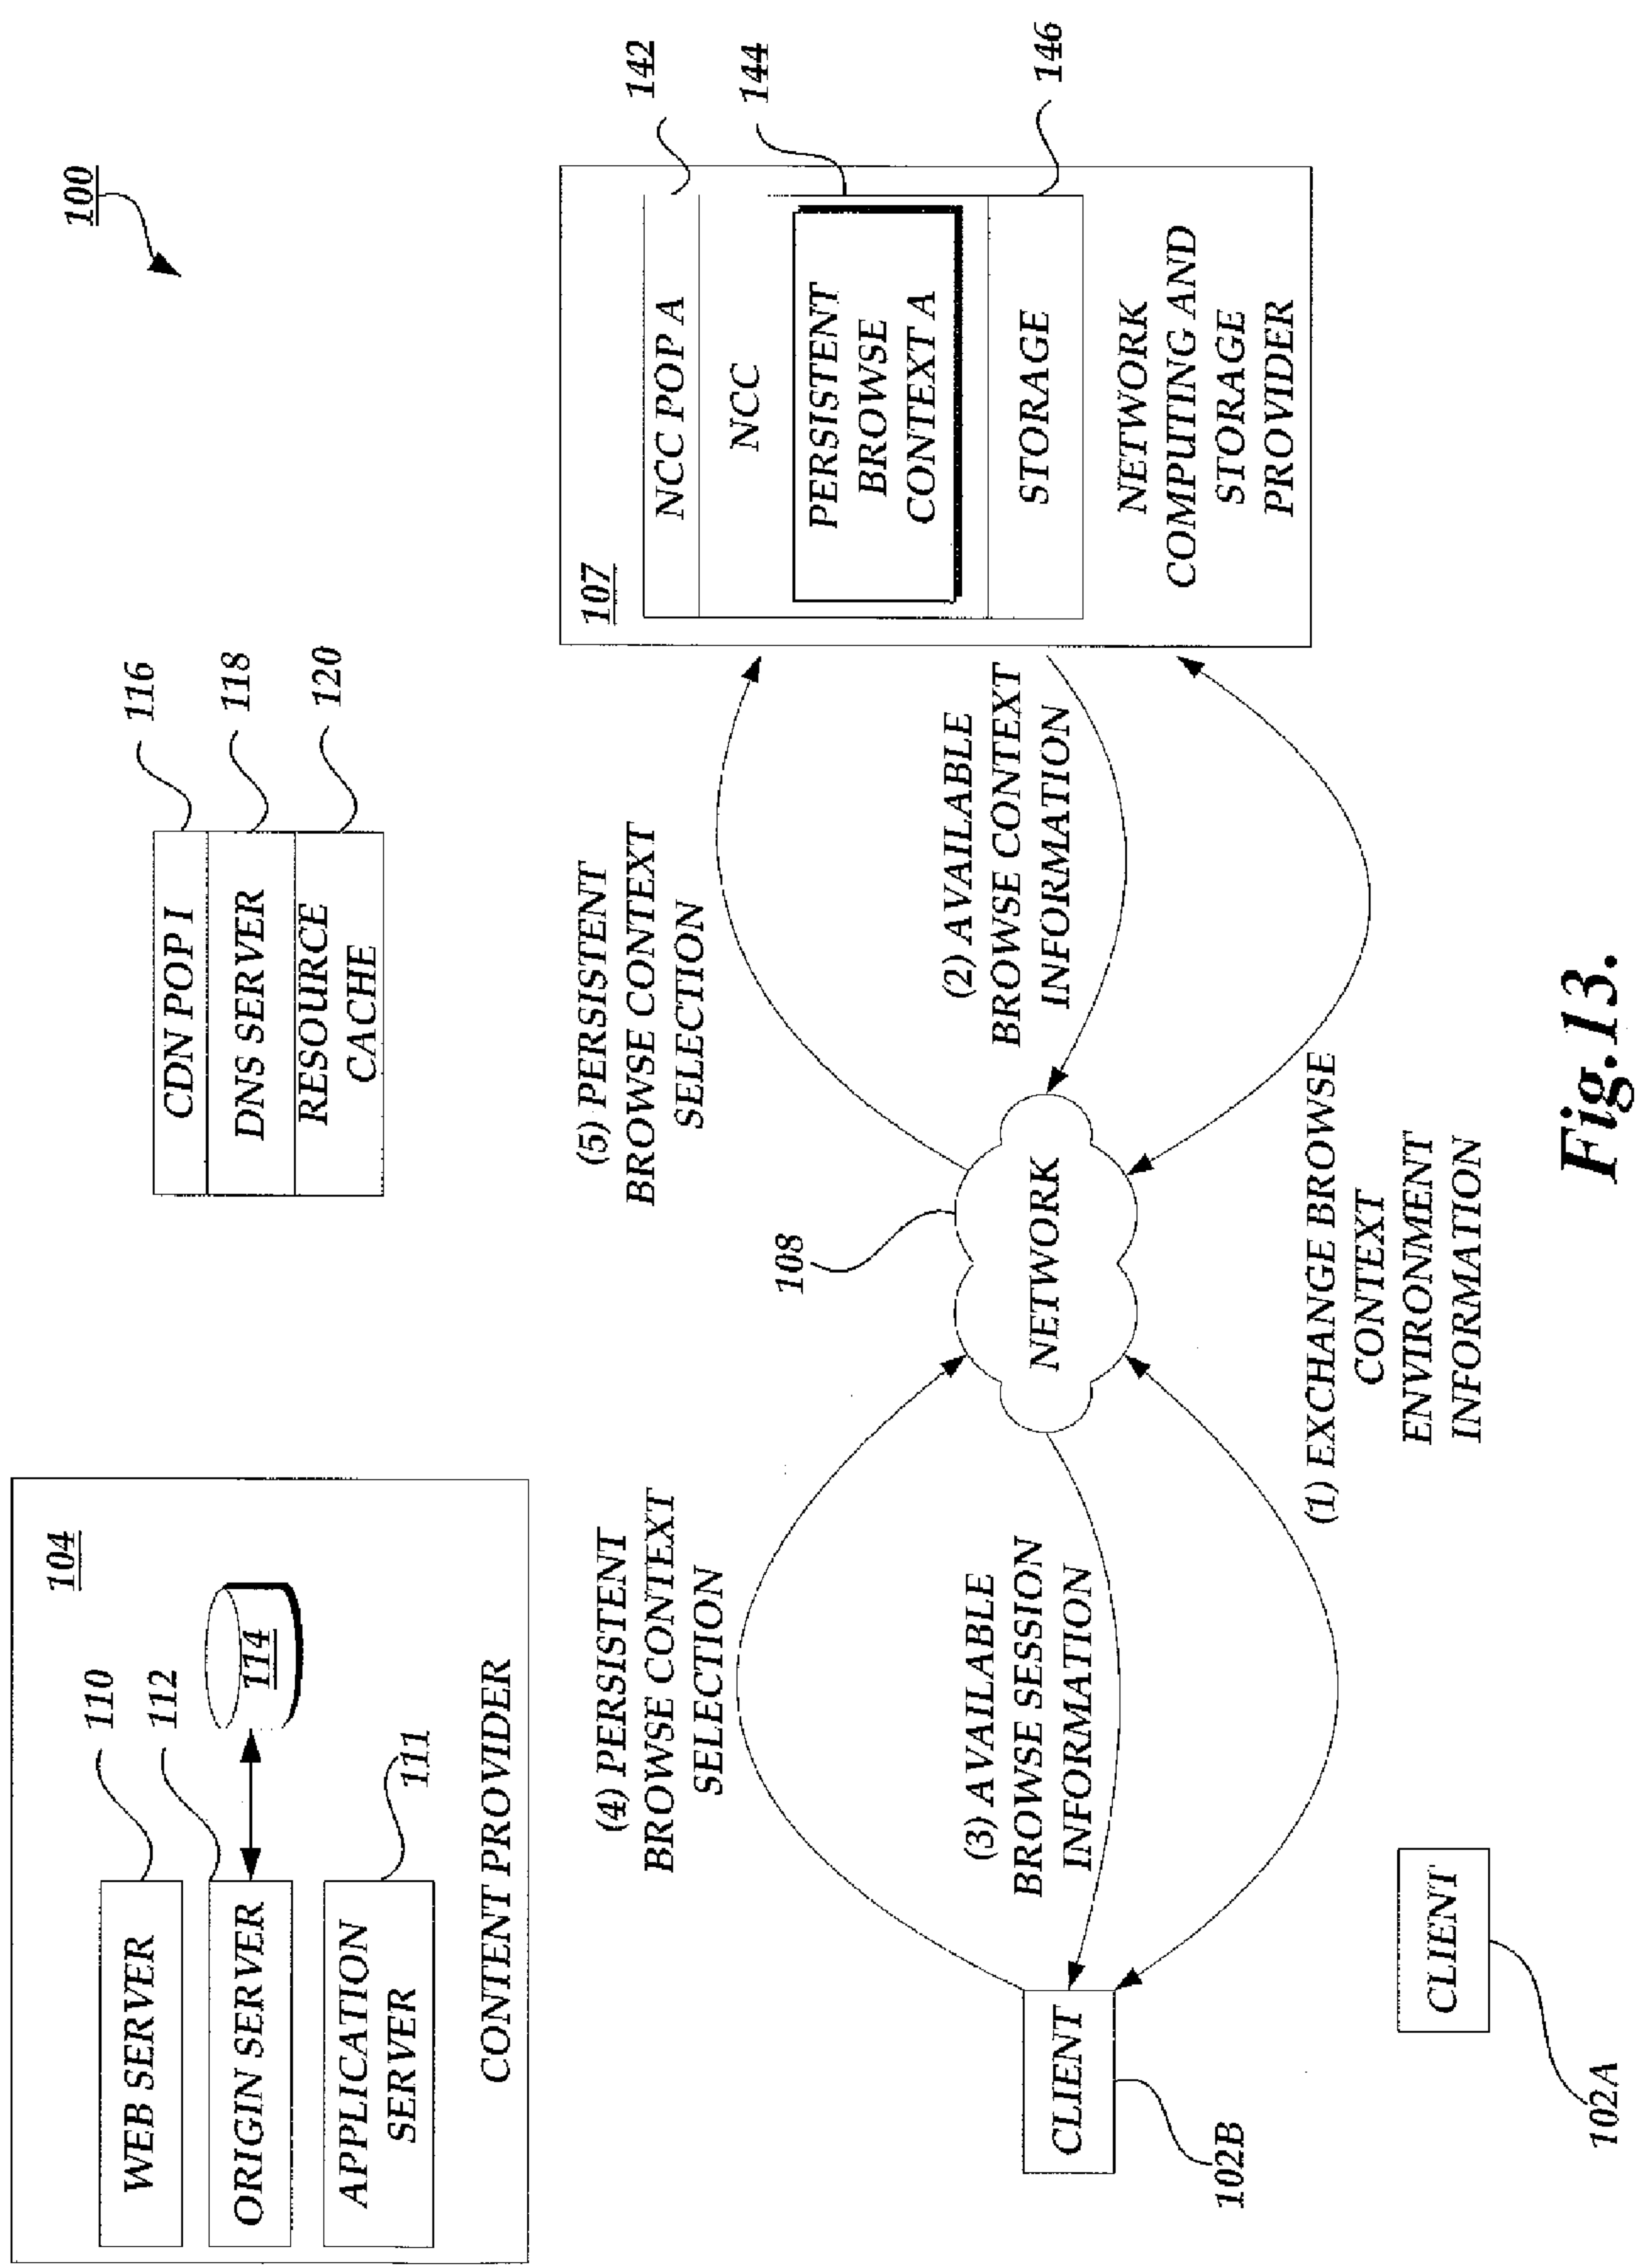 100
104
WEB SERVER
110
ORIGIN SERVER
112
114
APPLICATION
SERVER
111
CONTENT PROVIDER
CDN POP I
116
DNS SERVER
118
RESOURCE
CACHE
120
107
NCC POP A
142
NCC
144
PERSISTENT
BROWSE
CONTEXT A
STORAGE
146
NETWORK
COMPUTING AND
STORAGE
PROVIDER
(4) PERSISTENT
BROWSE CONTEXT
SELECTION
(5) PERSISTENT
BROWSE CONTEXT
SELECTION
108
NETWORK
(3) AVAILABLE
BROWSE SESSION
INFORMATION
(2) AVAILABLE
BROWSE CONTEXT
INFORMATION
CLIENT
102B
(1) EXCHANGE BROWSE
CONTEXT
ENVIRONMENT
INFORMATION
CLIENT
102A
Fig.13.